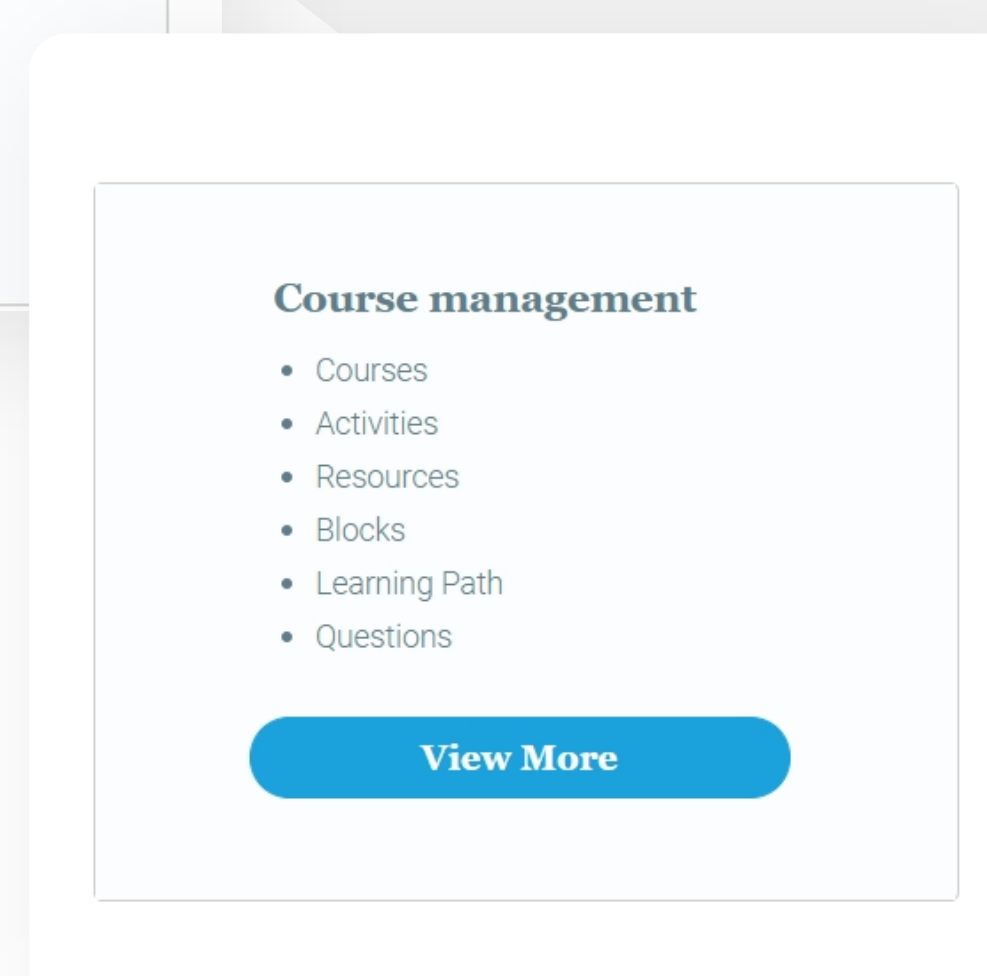 Course management
Courses
Activities
Resources
Blocks
Learning Path
Questions
View More